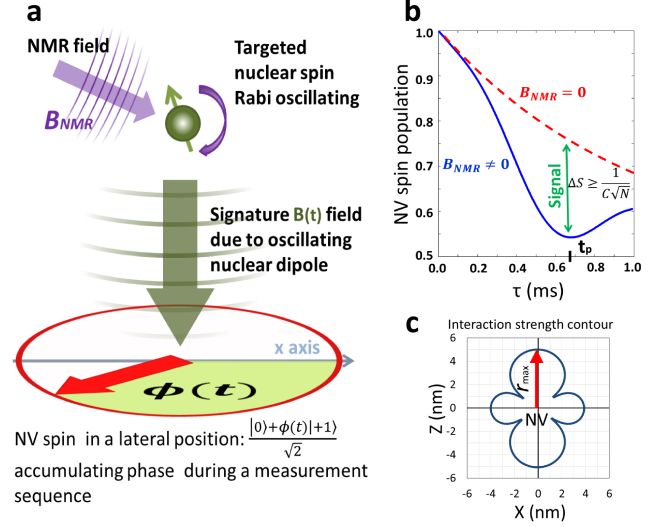 a
NMR field
B_NMR
Targeted
nuclear spin
Rabi oscillating
Signature B(t) field
due to oscillating
nuclear dipole
x axis
ϕ(t)
NV spin in a lateral position: |0⟩+ϕ(t)|+1⟩/√2
accumulating phase during a measurement
sequence
b
NV spin population
1.0
0.9
0.8
0.7
0.6
0.5
B_NMR = 0
B_NMR ≠ 0
Signal
ΔS ≥ 1/(C√N)
t_p
0.0 0.2 0.4 0.6 0.8 1.0
τ (ms)
c
Interaction strength contour
Z (nm)
6
4
2
0
-2
-4
-6
r_max
NV
-6 -4 -2 0 2 4 6
X (nm)